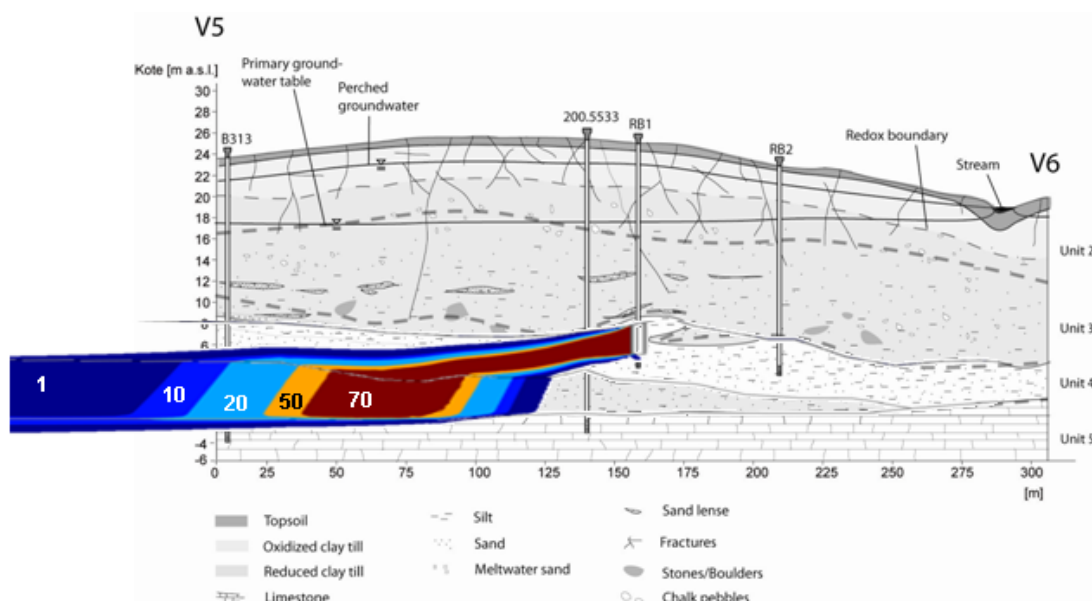 V5
Kote [m a.s.l.]
Primary ground-
water table
Perched
groundwater
B313
200.5533
RB1
RB2
Redox boundary
Stream
V6
30
28
26
24
22
20
18
16
14
12
10
8
6
-4
-6
Unit 2
Unit 3
Unit 4
Unit 5
1
10
20
50
70
0
25
50
75
100
125
150
175
200
225
250
275
300
[m]
Topsoil
Oxidized clay till
Reduced clay till
Limestone
Silt
Sand
Meltwater sand
Sand lense
Fractures
Stones/Boulders
Chalk pebbles